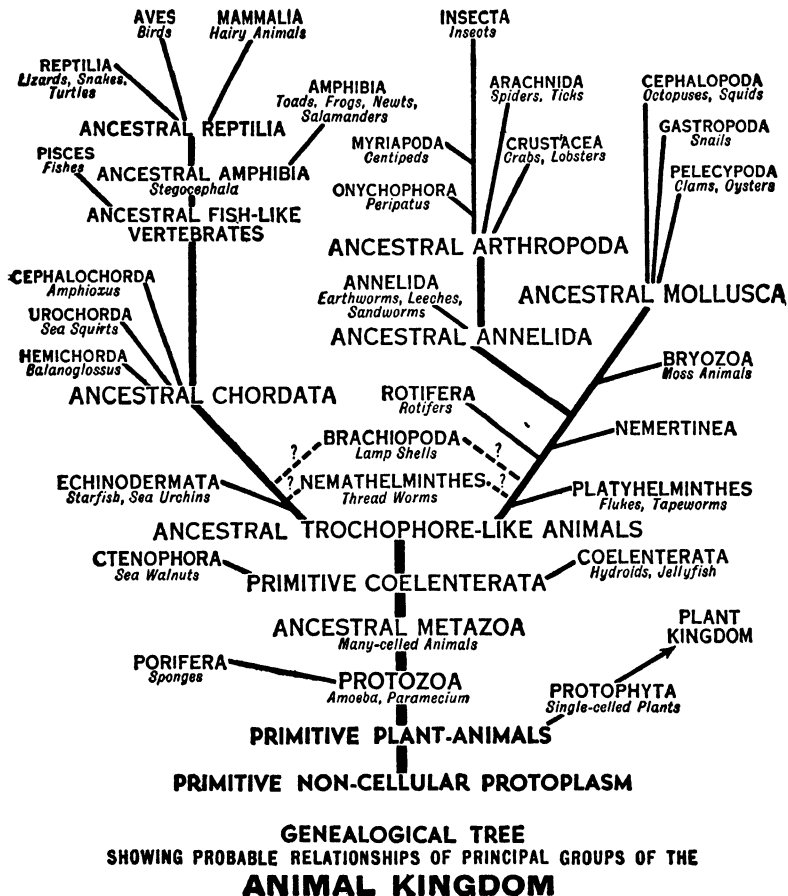 AVES
Birds
MAMMALIA
Hairy Animals
INSECTA
Insects
REPTILIA
Lizards, Snakes,
Turtles
AMPHIBIA
Toads, Frogs, Newts,
Salamanders
ARACHNIDA
Spiders, Ticks
CEPHALOPODA
Octopuses, Squids
ANCESTRAL REPTILIA
MYRIAPODA
Centipeds
CRUSTACEA
Crabs, Lobsters
GASTROPODA
Snails
PISCES
Fishes
ANCESTRAL AMPHIBIA
Stegocephala
ONYCHOPHORA
Peripatus
PELECYPODA
Clams, Oysters
ANCESTRAL FISH-LIKE
VERTEBRATES
ANCESTRAL ARTHROPODA
CEPHALOCHORDA
Amphioxus
ANNELIDA
Earthworms, Leeches,
Sandworms
ANCESTRAL MOLLUSCA
UROCHORDA
Sea Squirts
ANCESTRAL ANNELIDA
HEMICHORDA
Balanoglossus
BRYOZOA
Moss Animals
ANCESTRAL CHORDATA
ROTIFERA
Rotifers
NEMERTINEA
? BRACHIOPODA ?
Lamp Shells
ECHINODERMATA
Starfish, Sea Urchins
? NEMATHELMINTHES ?
Thread Worms
PLATYHELMINTHES
Flukes, Tapeworms
ANCESTRAL TROCHOPHORE-LIKE ANIMALS
CTENOPHORA
Sea Walnuts
COELENTERATA
Hydroids, Jellyfish
PRIMITIVE COELENTERATA
ANCESTRAL METAZOA
Many-celled Animals
PLANT
KINGDOM
PORIFERA
Sponges
PROTOZOA
Amoeba, Paramecium
PROTOPHYTA
Single-celled Plants
PRIMITIVE PLANT-ANIMALS
PRIMITIVE NON-CELLULAR PROTOPLASM
GENEALOGICAL TREE
SHOWING PROBABLE RELATIONSHIPS OF PRINCIPAL GROUPS OF THE
ANIMAL KINGDOM